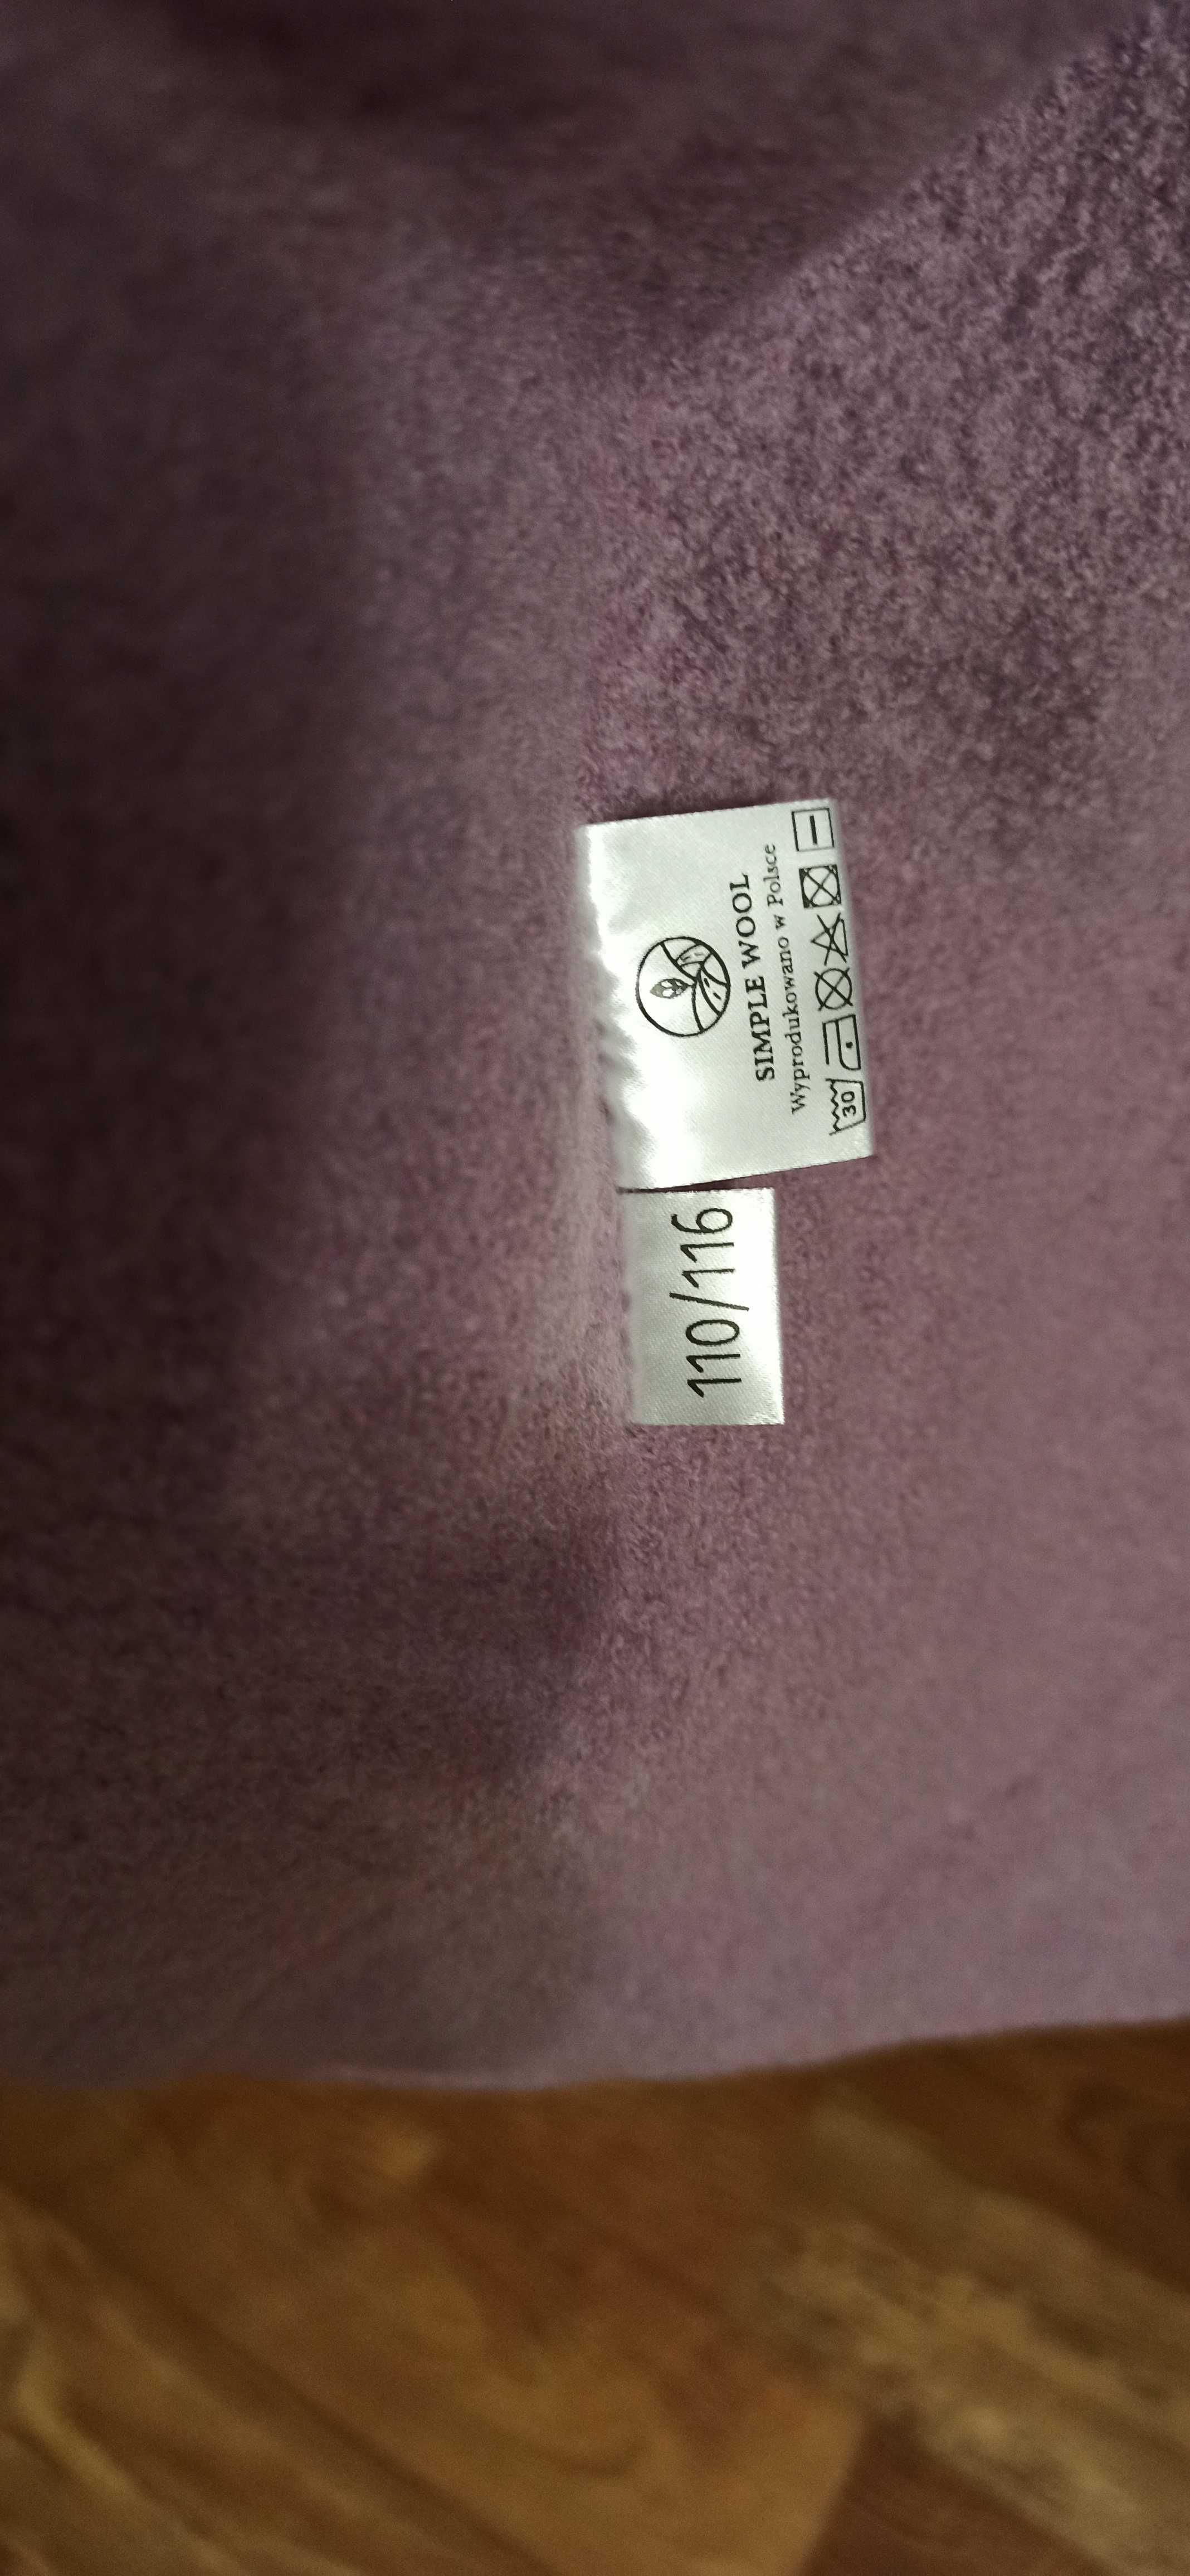 SIMPLE WOOL
Wyprodukowano w Polsce
30
110/116